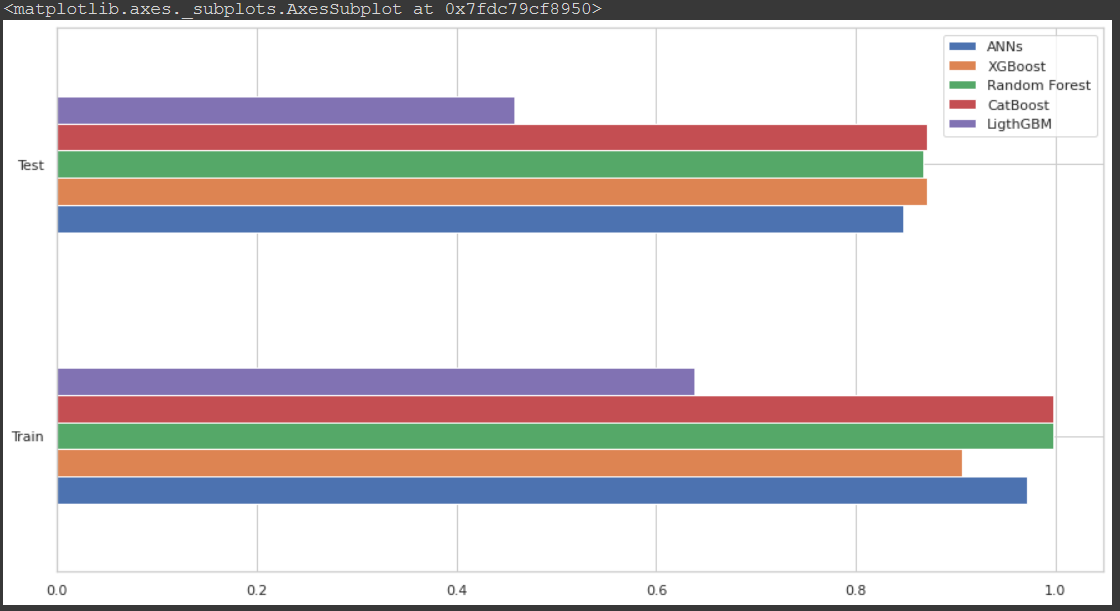 <matplotlib.axes._subplots.AxesSubplot at 0x7fdc79cf8950>
ANNs
XGBoost
Random Forest
CatBoost
LigthGBM
Test
Train
0.0 0.2 0.4 0.6 0.8 1.0